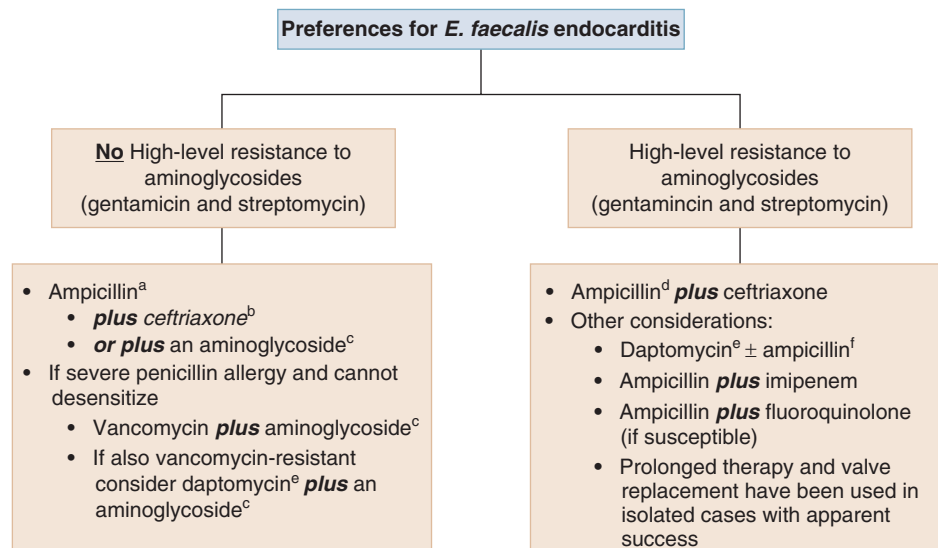 Preferences for E. faecalis endocarditis
No High-level resistance to
aminoglycosides
(gentamicin and streptomycin)
High-level resistance to
aminoglycosides
(gentamincin and streptomycin)
• Ampicillinᵃ
• plus ceftriaxoneᵇ
• or plus an aminoglycosideᶜ
• If severe penicillin allergy and cannot
desensitize
• Vancomycin plus aminoglycosideᶜ
• If also vancomycin-resistant
consider daptomycinᵉ plus an
aminoglycosideᶜ
• Ampicillinᵈ plus ceftriaxone
• Other considerations:
• Daptomycinᵉ ± ampicillinᶠ
• Ampicillin plus imipenem
• Ampicillin plus fluoroquinolone
(if susceptible)
• Prolonged therapy and valve
replacement have been used in
isolated cases with apparent
success